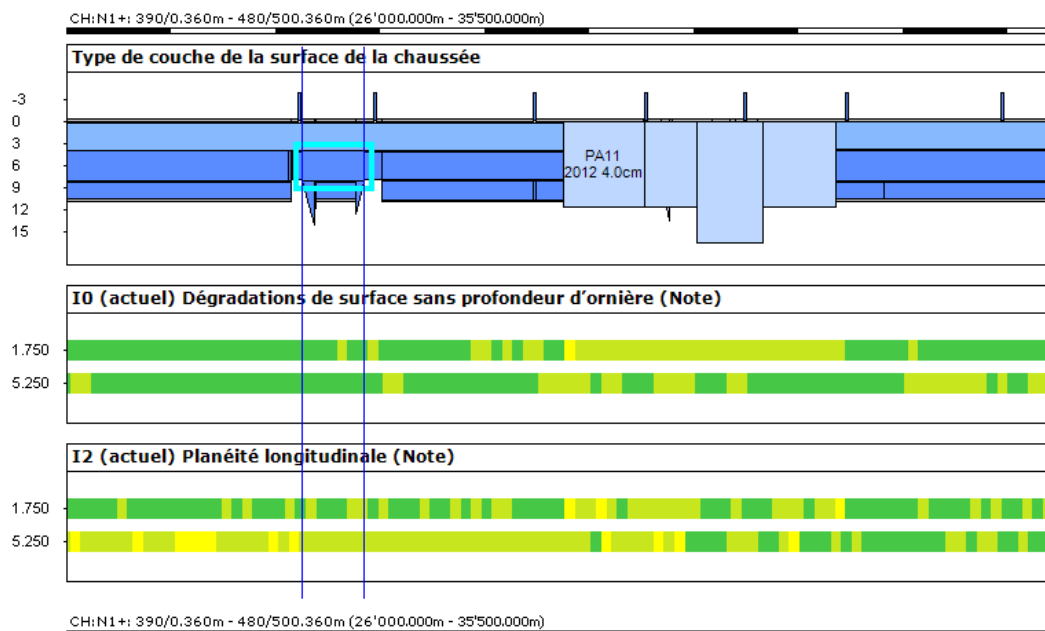 CH:N1+: 390/0.360m - 480/500.360m (26'000.000m - 35'500.000m)
Type de couche de la surface de la chaussée
-3
0
3
6
9
12
15
PA11
2012 4.0cm
I0 (actuel) Dégradations de surface sans profondeur d'ornière (Note)
1.750
5.250
I2 (actuel) Planéité longitudinale (Note)
1.750
5.250
CH:N1+: 390/0.360m - 480/500.360m (26'000.000m - 35'500.000m)